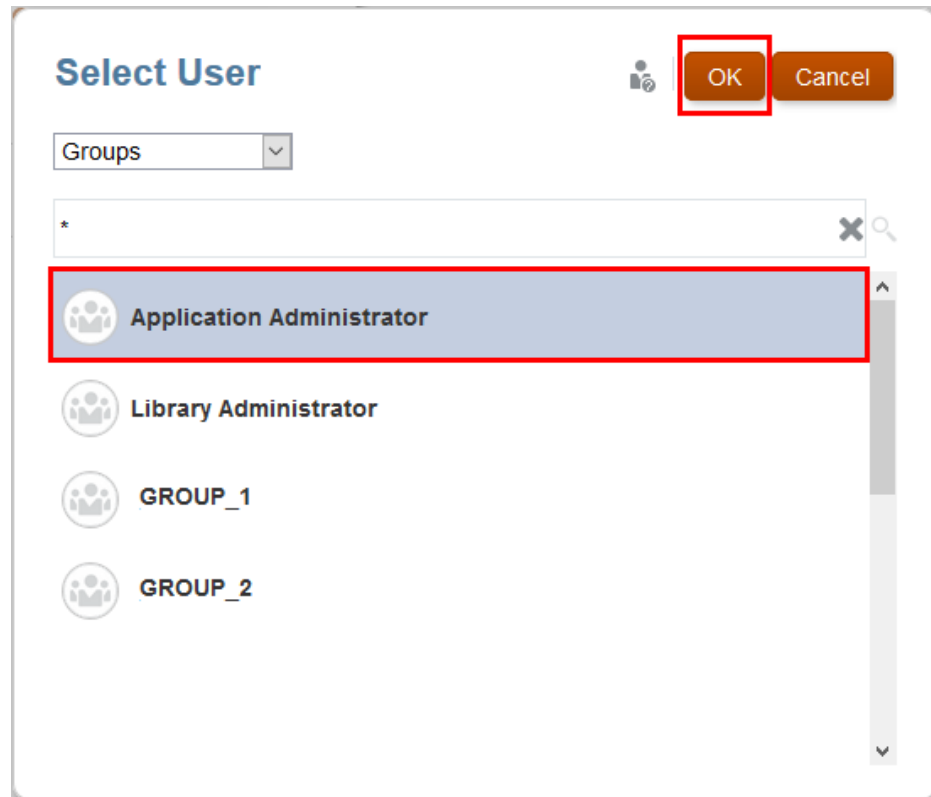 Select User
OK
Cancel
Groups
*
Application Administrator
Library Administrator
GROUP_1
GROUP_2